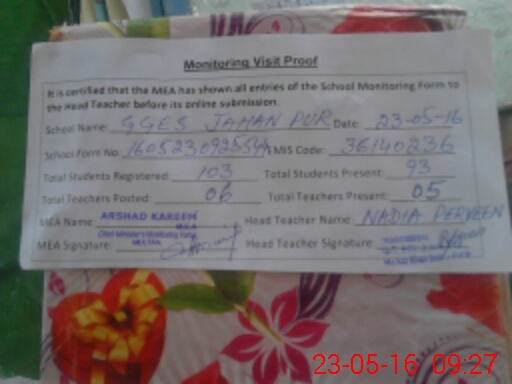 Monitoring Visit Proof
It is certified that the MEA has shown all entries of the School Monitoring Form to
the Head Teacher before its online submission.
School Name: GGES JAHAN PUR Date: 23-05-16
School Form No: EMIS Code: 36140236
Total Students Registered: 103 Total Students Present: 93
Total Teachers Posted: 06 Total Teachers Present: 05
MEA Name: ARSHAD KAREEM Head Teacher Name: NADIA PERVEEN
M.E.A
Chief Minister's Monitoring Force
MEA Signature: Head Teacher Signature:
23-05-16 09:27